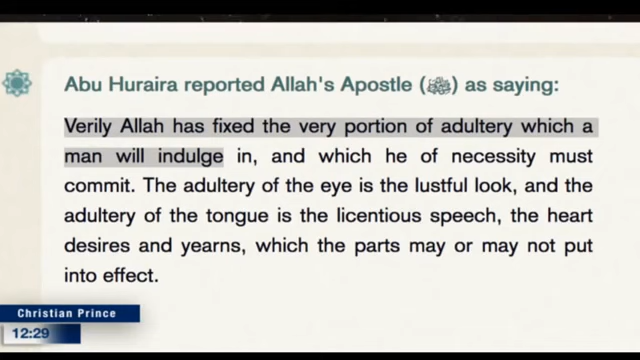 Abu Huraira reported Allah's Apostle (ﷺ) as saying:
Verily Allah has fixed the very portion of adultery which a
man will indulge in, and which he of necessity must
commit. The adultery of the eye is the lustful look, and the
adultery of the tongue is the licentious speech, the heart
desires and yearns, which the parts may or may not put
into effect.
Christian Prince
12:29